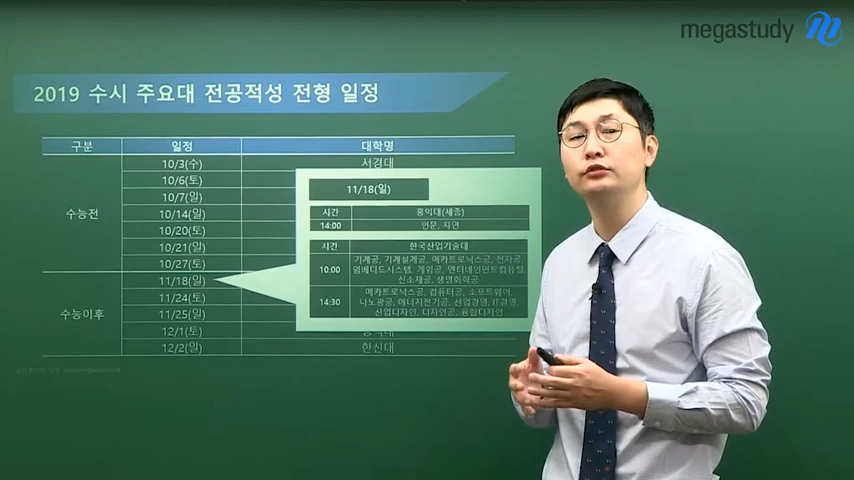 megastudy
2019 수시 주요대 전공적성 전형 일정
구분 일정 대학명
수능전
10/3(수) 서경대
10/6(토)
10/7(일)
10/14(일)
10/20(토)
10/21(일)
10/27(토)
수능이후
11/18(일)
11/24(토)
11/25(일)
12/1(토)
12/2(일) 한신대
11/18(일)
시간 홍익대(세종)
14:00 인문, 자연
시간 한국산업기술대
10:00
기계공, 기계설계공, 메카트로닉스공, 전자공,
임베디드시스템, 게임공, 엔터테인먼트컴퓨팅,
신소재공, 생명화학공
14:30
메카트로닉스공, 컴퓨터공, 소프트웨어,
나노광공, 에너지전기공, 산업경영, IT경영,
산업디자인, 디자인공, 융합디자인